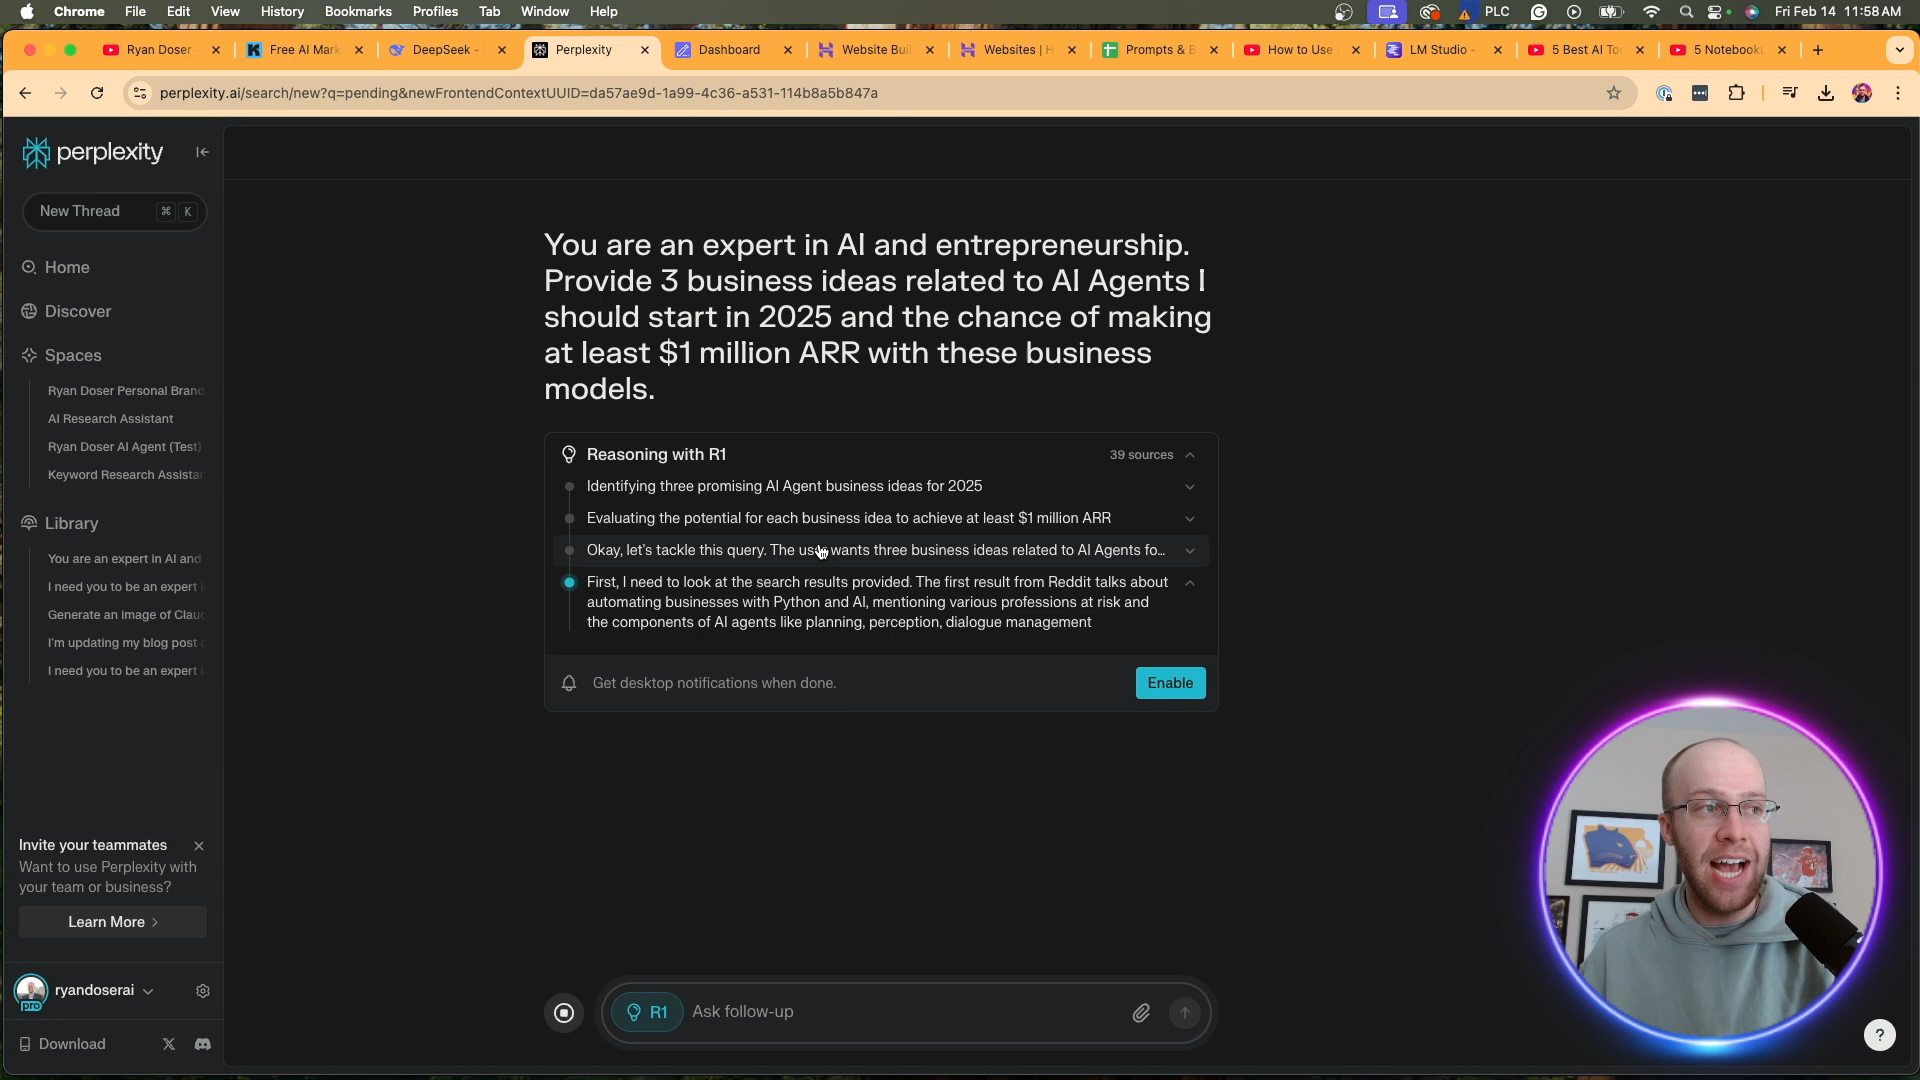 Chrome File Edit View History Bookmarks Profiles Tab Window Help PLC Fri Feb 14 11:58 AM
Ryan Doser Free AI Mark DeepSeek - Perplexity Dashboard Website Buil Websites | H Prompts & B How to Use LM Studio - 5 Best AI To 5 Notebook
perplexity.ai/search/new?q=pending&newFrontendContextUUID=da57ae9d-1a99-4c36-a531-114b8a5b847a
perplexity
New Thread ⌘ K
Home
Discover
Spaces
Ryan Doser Personal Brand
AI Research Assistant
Ryan Doser AI Agent (Test)
Keyword Research Assistan
Library
You are an expert in AI and
I need you to be an expert i
Generate an image of Clau
I'm updating my blog post
I need you to be an expert i
Invite your teammates
Want to use Perplexity with
your team or business?
Learn More >
pro
ryandoserai
Download
You are an expert in AI and entrepreneurship.
Provide 3 business ideas related to AI Agents I
should start in 2025 and the chance of making
at least $1 million ARR with these business
models.
Reasoning with R1 39 sources
Identifying three promising AI Agent business ideas for 2025
Evaluating the potential for each business idea to achieve at least $1 million ARR
Okay, let's tackle this query. The user wants three business ideas related to AI Agents fo...
First, I need to look at the search results provided. The first result from Reddit talks about
automating businesses with Python and AI, mentioning various professions at risk and
the components of AI agents like planning, perception, dialogue management
Get desktop notifications when done. Enable
R1 Ask follow-up
?